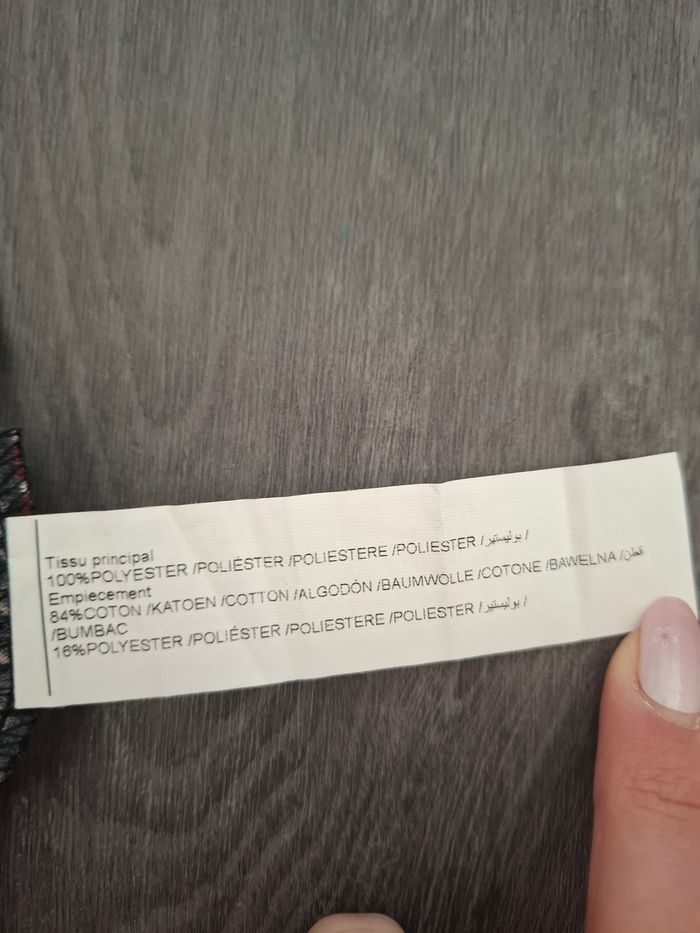 Tissu principal
100%POLYESTER /POLIÉSTER /POLIESTERE /POLIESTER /بوليستير /
Empiecement
84%COTON /KATOEN /COTTON /ALGODÓN /BAUMWOLLE /COTONE /BAWELNA /قطن
/BUMBAC
16%POLYESTER /POLIÉSTER /POLIESTERE /POLIESTER /بوليستير /